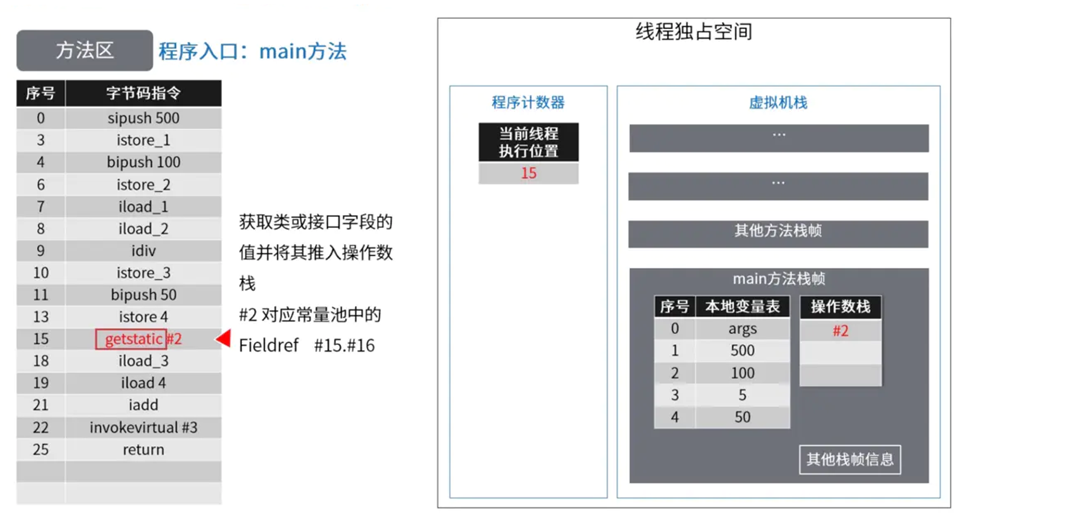 方法区
程序入口：main方法
序号 字节码指令
0 sipush 500
3 istore_1
4 bipush 100
6 istore_2
7 iload_1
8 iload_2
9 idiv
10 istore_3
11 bipush 50
13 istore 4
15 getstatic #2
18 iload_3
19 iload 4
21 iadd
22 invokevirtual #3
25 return
获取类或接口字段的
值并将其推入操作数
栈
#2 对应常量池中的
Fieldref #15.#16
线程独占空间
程序计数器
当前线程
执行位置
15
虚拟机栈
...
...
其他方法栈帧
main方法栈帧
序号 本地变量表
0 args
1 500
2 100
3 5
4 50
操作数栈
#2
其他栈帧信息